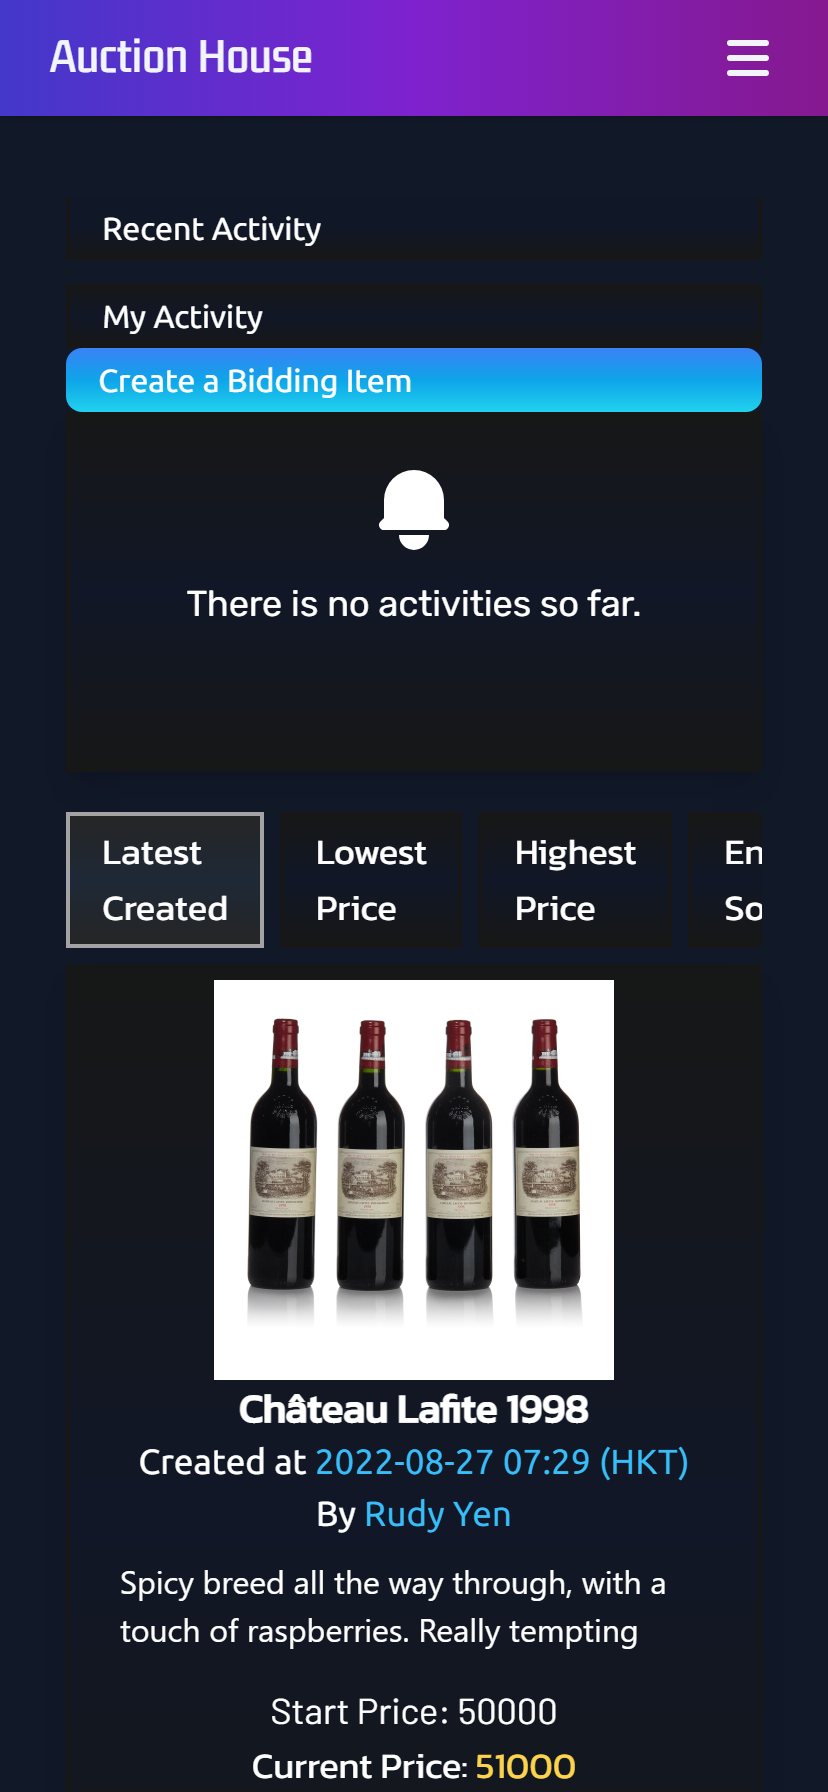 Auction House
Recent Activity
My Activity
Create a Bidding Item
There is no activities so far.
Latest
Created
Lowest
Price
Highest
Price
En
So
Château Lafite 1998
Created at 2022-08-27 07:29 (HKT)
By Rudy Yen
Spicy breed all the way through, with a
touch of raspberries. Really tempting
Start Price: 50000
Current Price: 51000